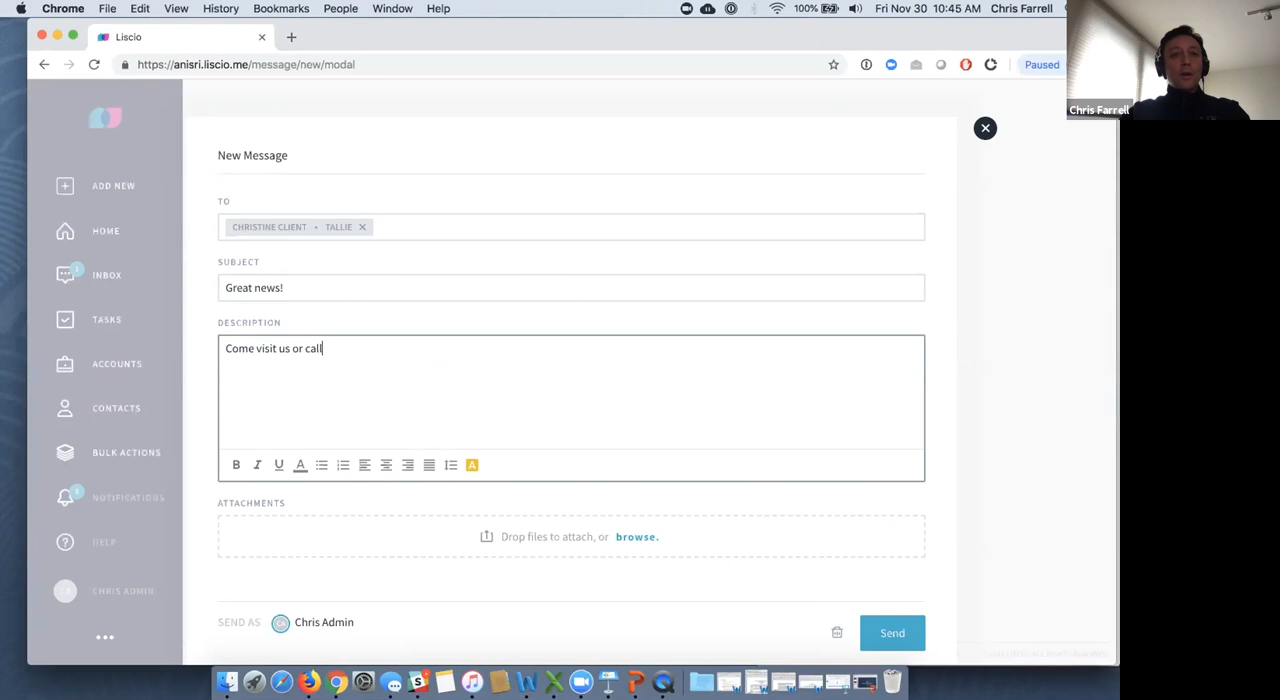 Chrome File Edit View History Bookmarks People Window Help 100% Fri Nov 30 10:45 AM Chris Farrell
Liscio
https://anisri.liscio.me/message/new/modal Paused
Chris Farrell
New Message
ADD NEW
TO
CHRISTINE CLIENT • TALLIE
HOME
SUBJECT
INBOX 1
Great news!
TASKS
DESCRIPTION
Come visit us or call
ACCOUNTS
CONTACTS
BULK ACTIONS
B I U A A
NOTIFICATIONS
ATTACHMENTS
Drop files to attach, or browse.
HELP
CHRIS ADMIN
SEND AS Chris Admin
Send